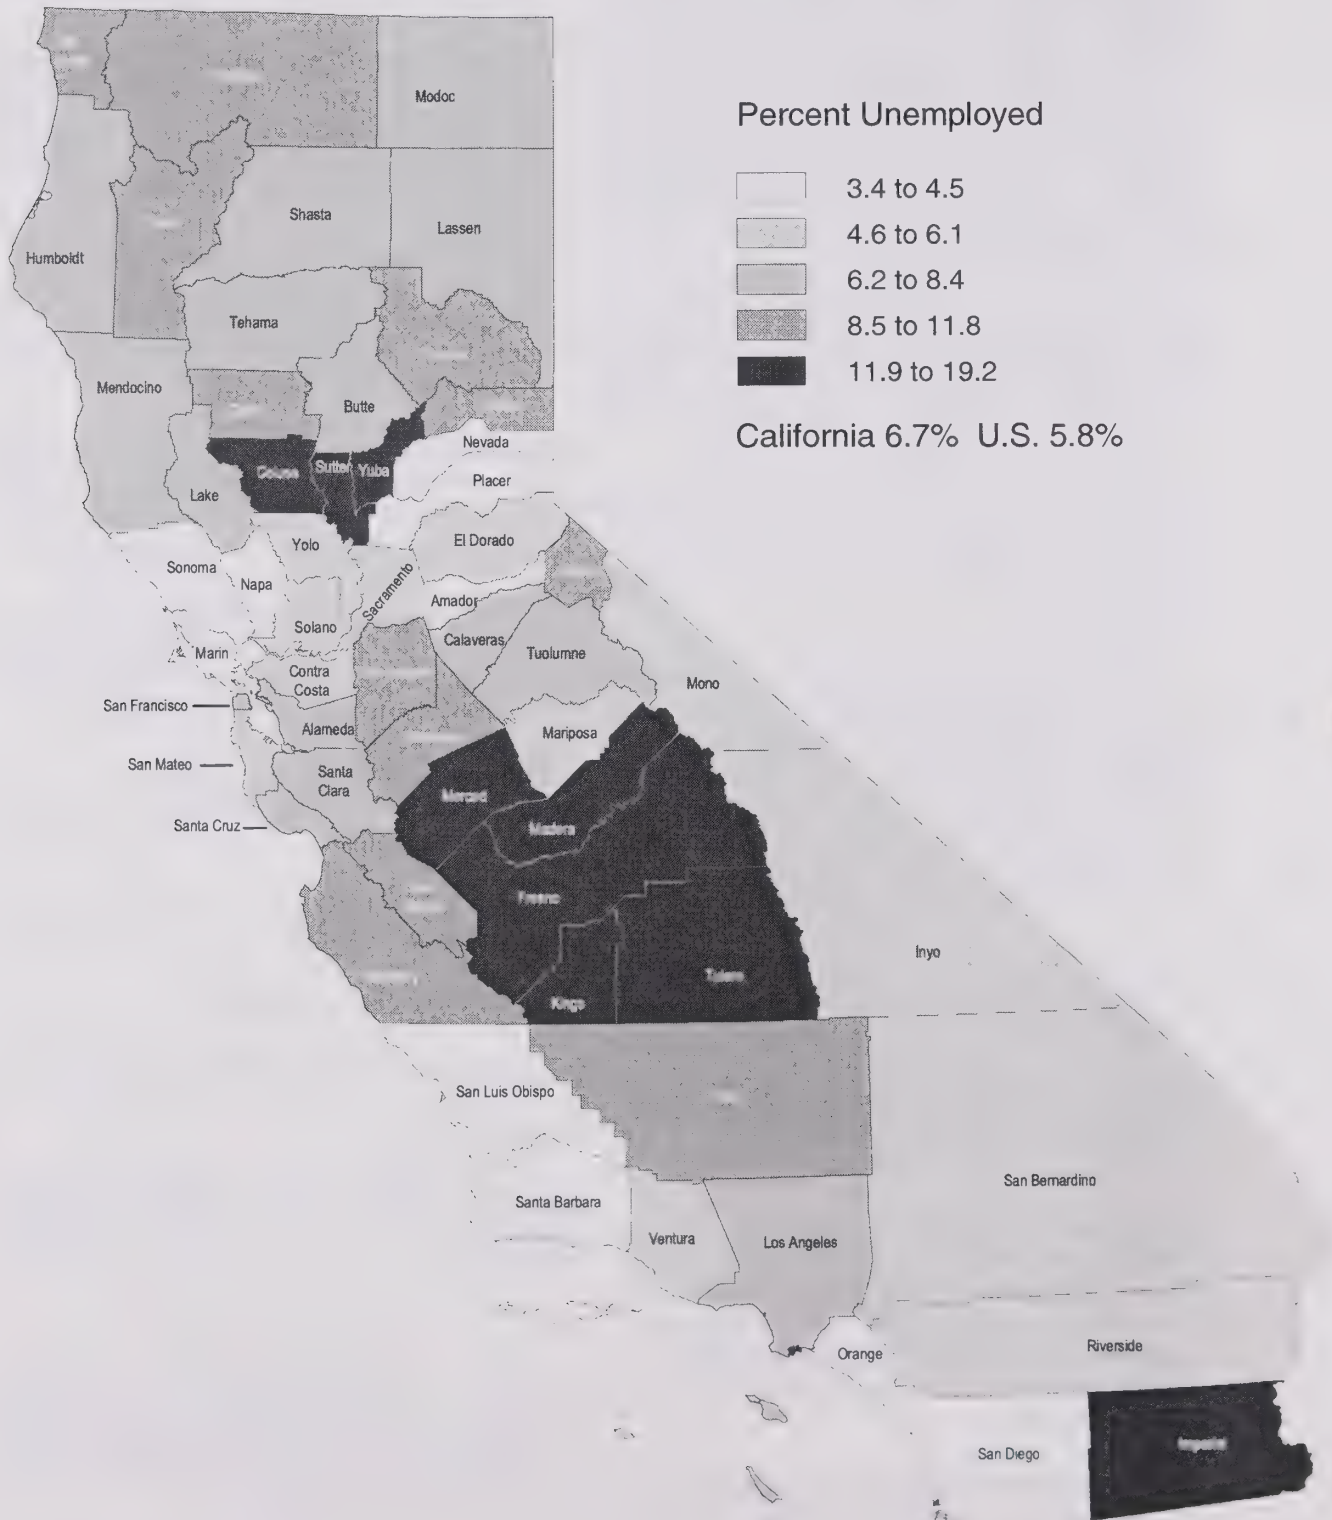 Modoc
Percent Unemployed
3.4 to 4.5
4.6 to 6.1
6.2 to 8.4
8.5 to 11.8
11.9 to 19.2
California 6.7% U.S. 5.8%
Shasta
Lassen
Humboldt
Tehama
Mendocino
Butte
Nevada
Colusa
Sutter
Yuba
Placer
Lake
Yolo
El Dorado
Sonoma
Napa
Sacramento
Amador
Solano
Calaveras
Marin
Tuolumne
Contra
Costa
Mono
San Francisco
Alameda
Mariposa
San Mateo
Santa
Clara
Merced
Santa Cruz
Madera
Fresno
Inyo
Tulare
Kings
San Luis Obispo
San Bernardino
Santa Barbara
Ventura
Los Angeles
Orange
Riverside
Imperial
San Diego